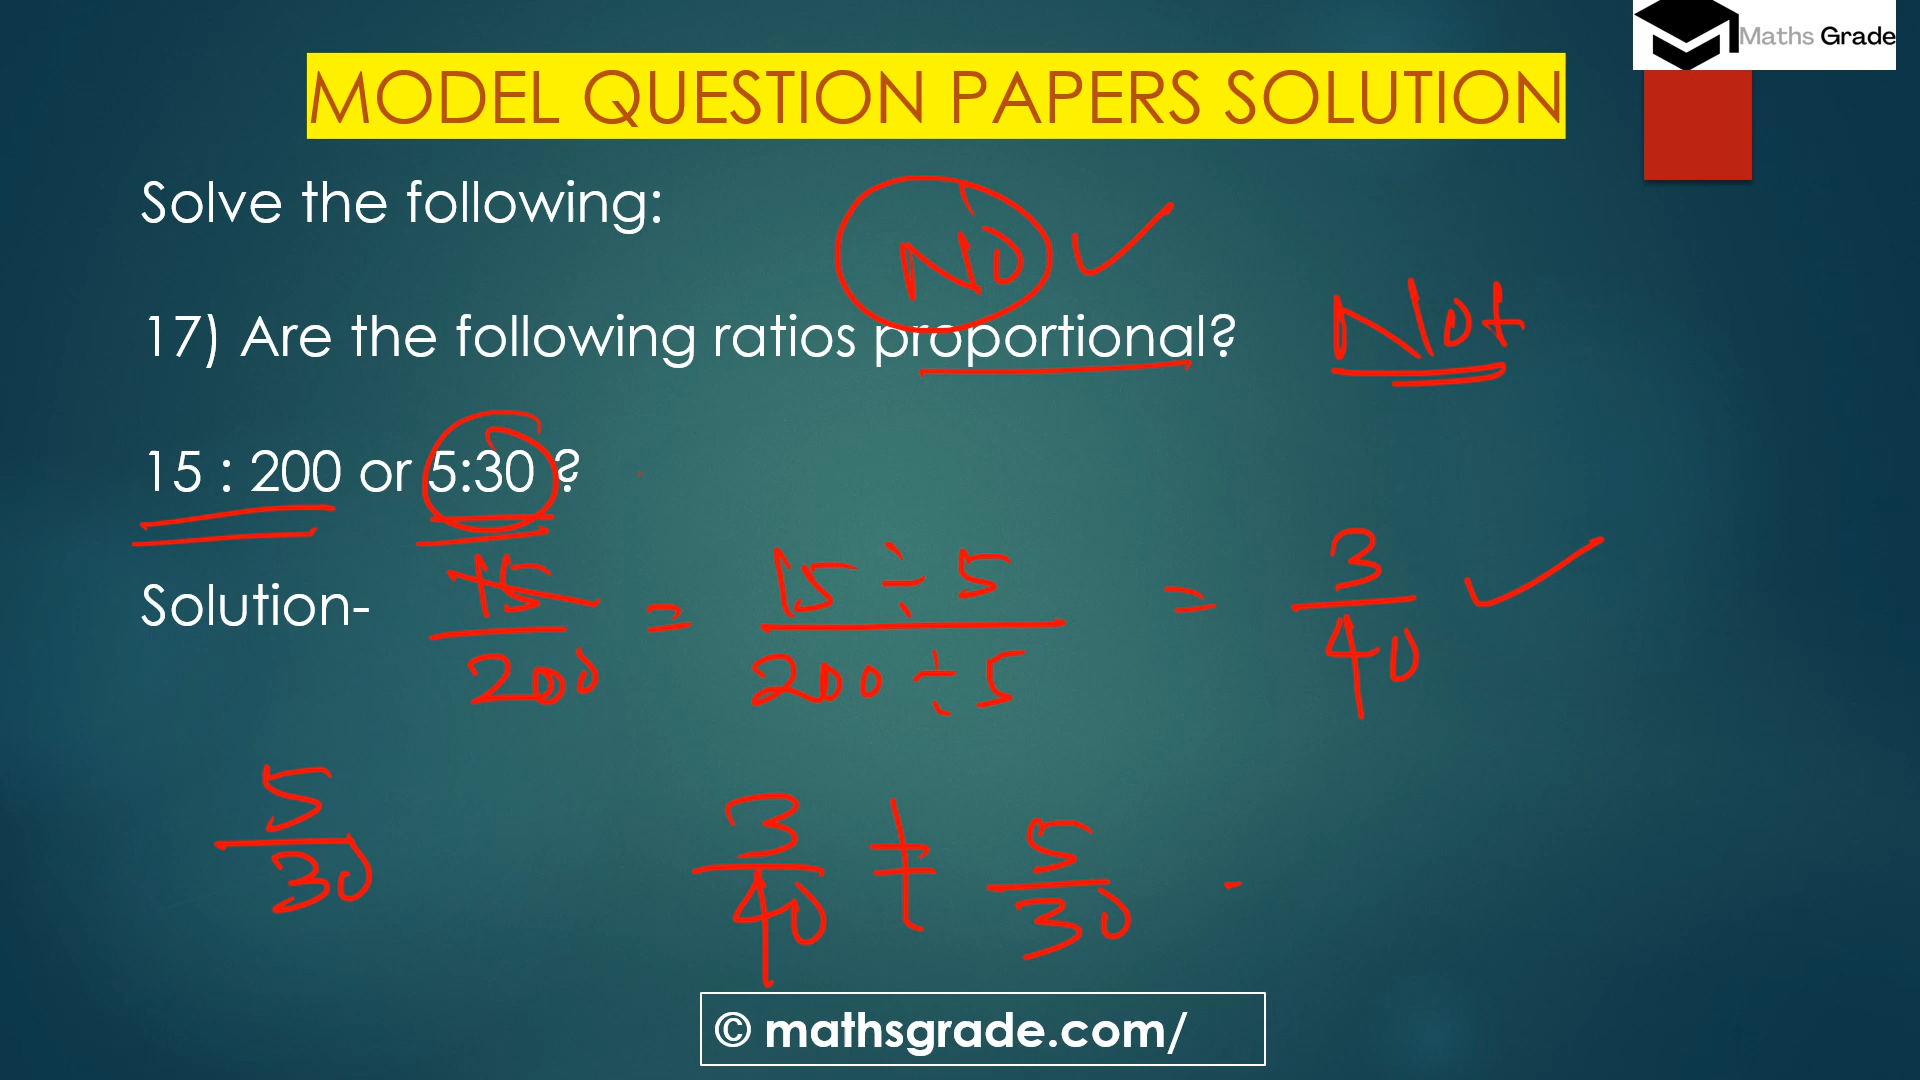 Maths Grade
MODEL QUESTION PAPERS SOLUTION
Solve the following:
NO
17) Are the following ratios proportional?
Not
15 : 200 or 5:30 ?
Solution-
15/200 = 15÷5/200÷5 = 3/40
5/30
3/40 ≠ 5/30
© mathsgrade.com/